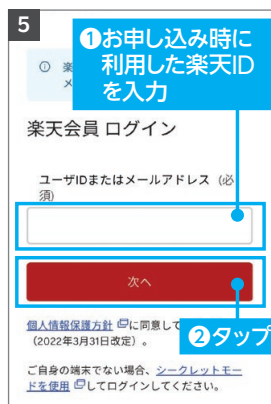 5
❶お申し込み時に
利用した楽天ID
を入力
楽
メ
楽天会員 ログイン
ユーザIDまたはメールアドレス（必
須）
次へ
❷タップ
個人情報保護方針 に同意して
（2022年3月31日改定）。
ご自身の端末でない場合、シークレットモー
ドを使用 してログインしてください。